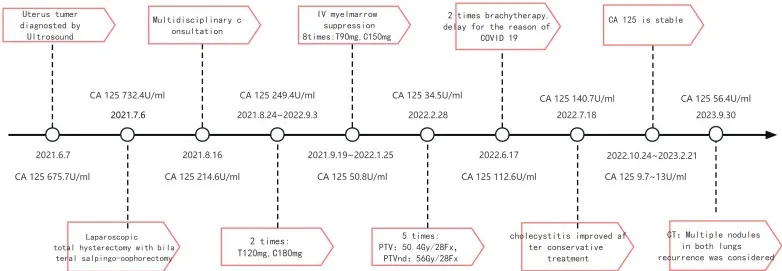 Uterus tumer
diagnosted by
Ultrosound
Multidisciplinary c
onsultation
IV myelmarrow
suppression
8times:T90mg,C150mg
2 times brachytherapy,
delay for the reason of
COVID 19
CA 125 is stable
CA 125 732.4U/ml
2021.7.6
CA 125 249.4U/ml
2021.8.24~2022.9.3
CA 125 34.5U/ml
2022.2.28
CA 125 140.7U/ml
2022.7.18
CA 125 56.4U/ml
2023.9.30
2021.6.7
CA 125 675.7U/ml
2021.8.16
CA 125 214.6U/ml
2021.9.19~2022.1.25
CA 125 50.8U/ml
2022.6.17
CA 125 112.6U/ml
2022.10.24~2023.2.21
CA 125 9.7~13U/ml
Laparoscopic
total hysterectomy with bila
teral salpingo-oophorectomy
2 times:
T120mg,C180mg
5 times:
PTV: 50.4Gy/28Fx,
PTVnd: 56Gy/28Fx
cholecystitis improved af
ter conservative
treatment
CT: Multiple nodules
in both lungs
recurrence was considered